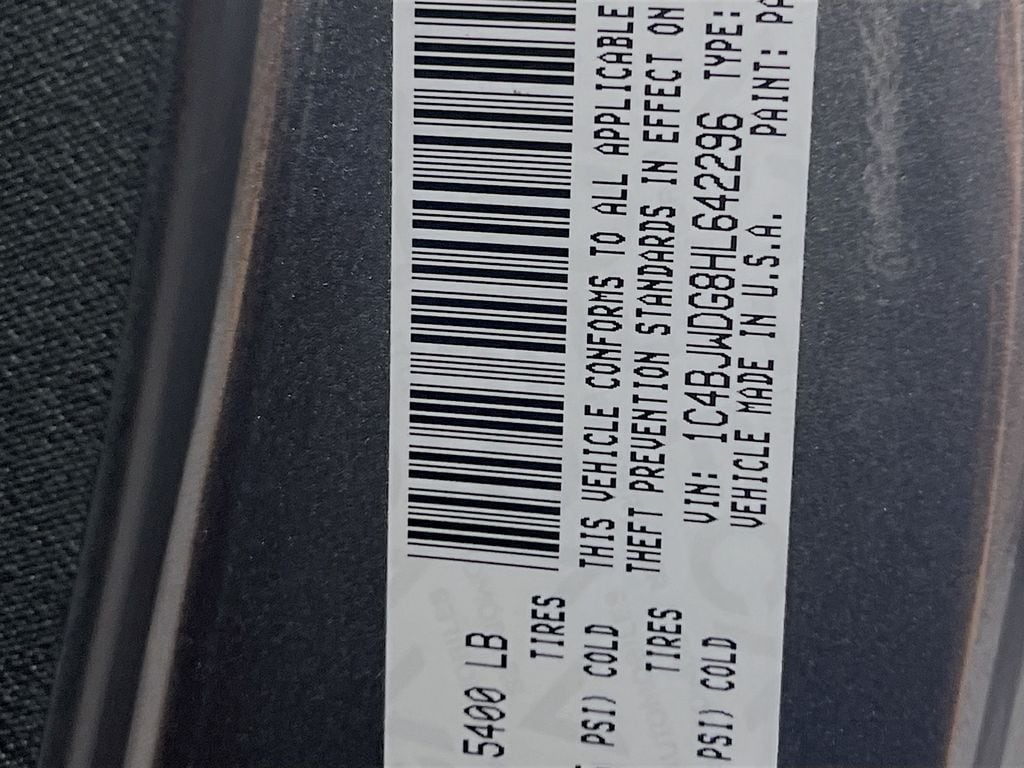 5400 LB
TIRES
PSI) COLD
TIRES
PSI) COLD
THIS VEHICLE CONFORMS TO ALL APPLICABLE
THEFT PREVENTION STANDARDS IN EFFECT ON
VIN: 1C4BJWDG8HL642296 TYPE:
VEHICLE MADE IN U.S.A. PAINT: PA